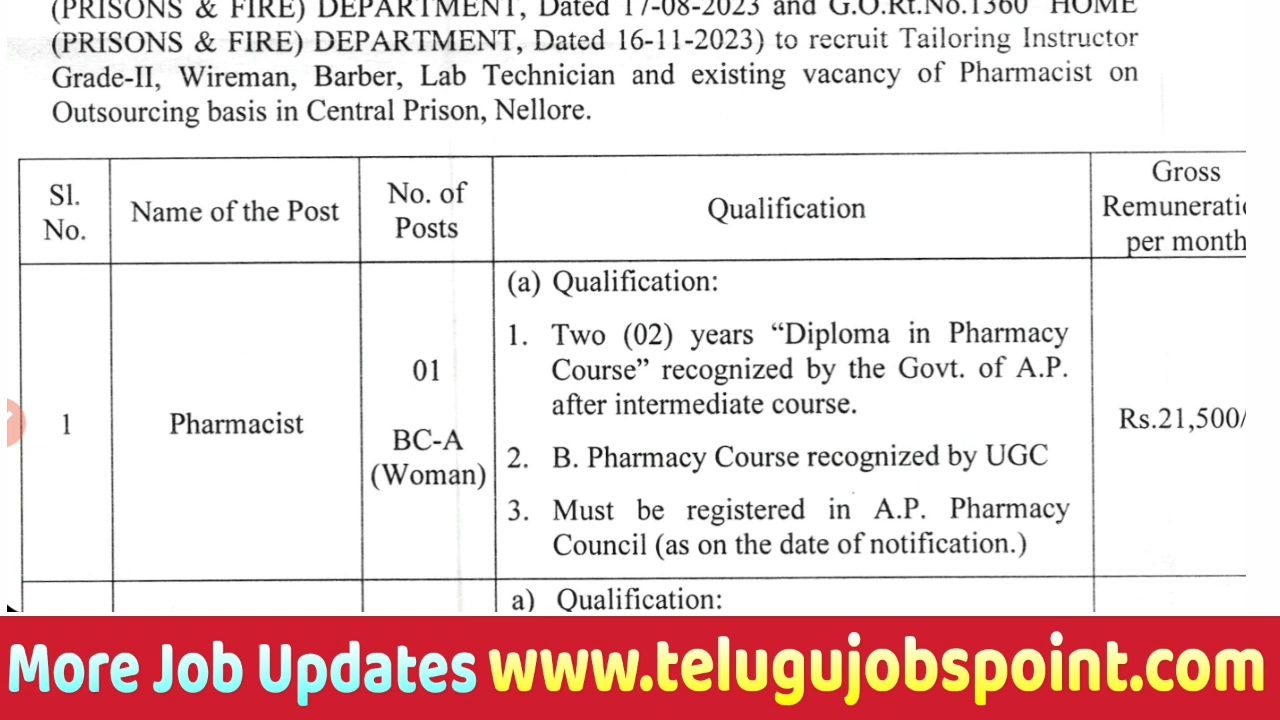 (PRISONS & FIRE) DEPARTMENT, Dated 17-08-2023 and G.O.Rt.No.1360 HOME
(PRISONS & FIRE) DEPARTMENT, Dated 16-11-2023) to recruit Tailoring Instructor
Grade-II, Wireman, Barber, Lab Technician and existing vacancy of Pharmacist on
Outsourcing basis in Central Prison, Nellore.
Sl.
No.
Name of the Post
No. of
Posts
Qualification
Gross
Remuneratio
per month
1
Pharmacist
01
BC-A
(Woman)
(a) Qualification:
1. Two (02) years “Diploma in Pharmacy
Course” recognized by the Govt. of A.P.
after intermediate course.
2. B. Pharmacy Course recognized by UGC
3. Must be registered in A.P. Pharmacy
Council (as on the date of notification.)
Rs.21,500/
a) Qualification:
More Job Updates www.telugujobspoint.com